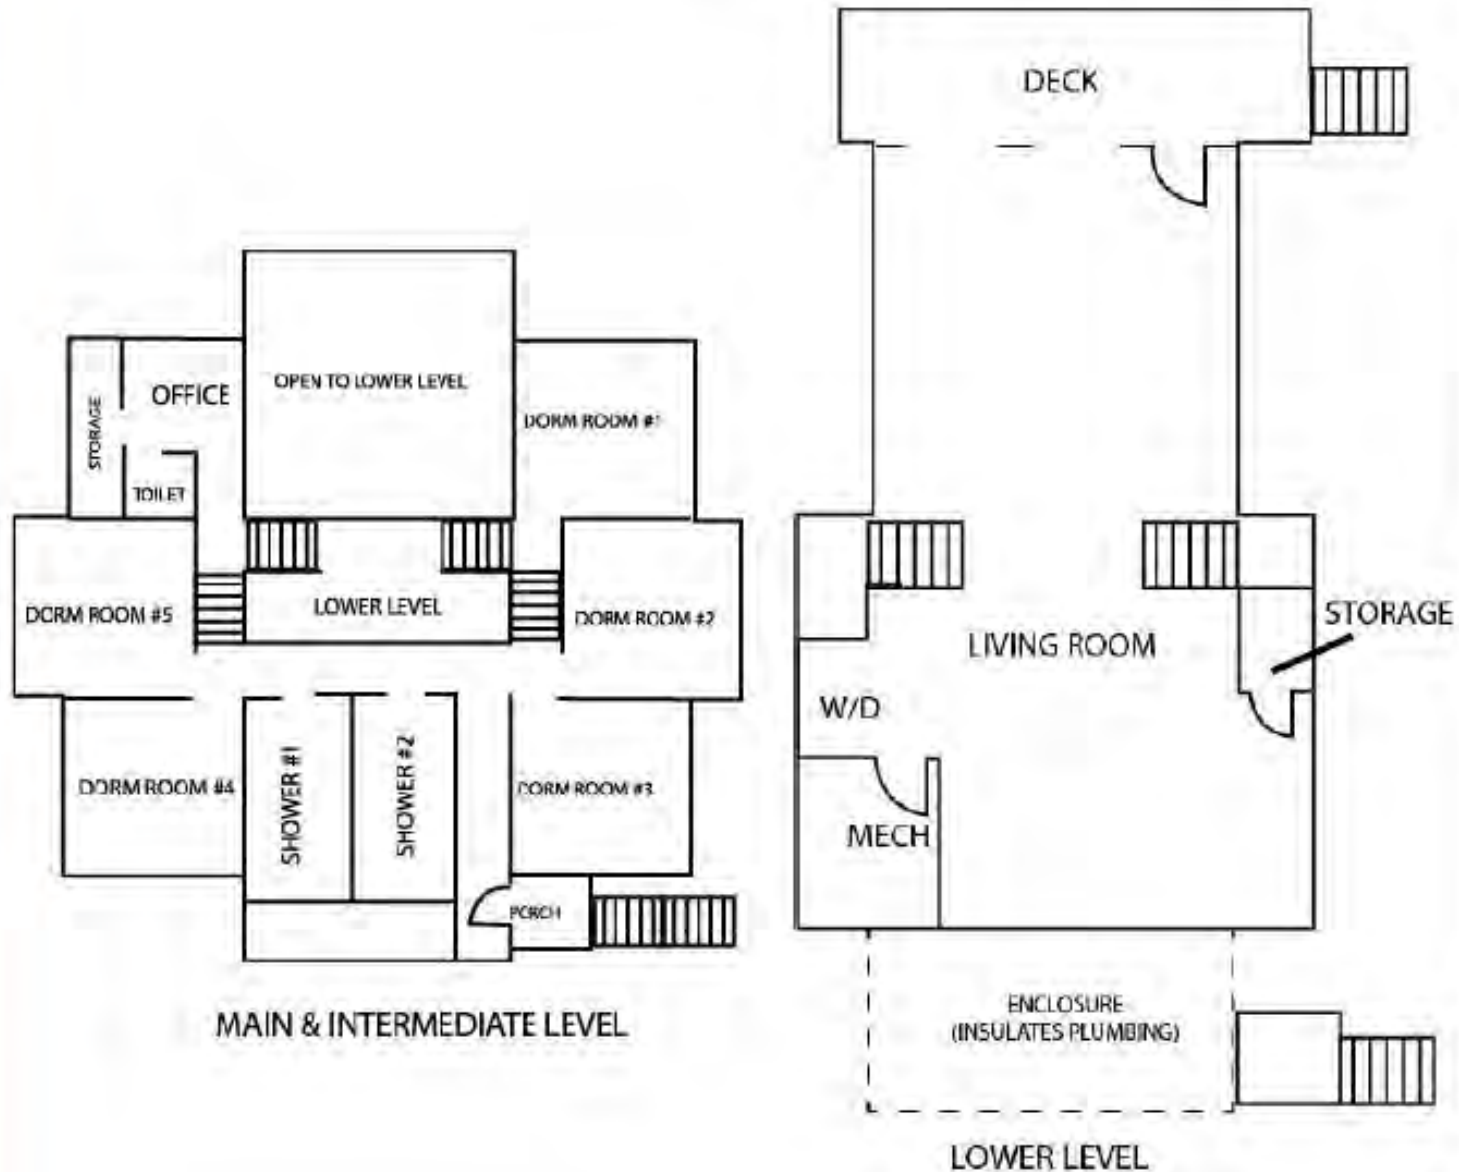 DECK
OPEN TO LOWER LEVEL
OFFICE
STORAGE
DORM ROOM #1
TOILET
DORM ROOM #5
LOWER LEVEL
DORM ROOM #2
LIVING ROOM
STORAGE
W/D
DORM ROOM #4
SHOWER #1
SHOWER #2
DORM ROOM #3
MECH
PORCH
MAIN & INTERMEDIATE LEVEL
ENCLOSURE
(INSULATES PLUMBING)
LOWER LEVEL